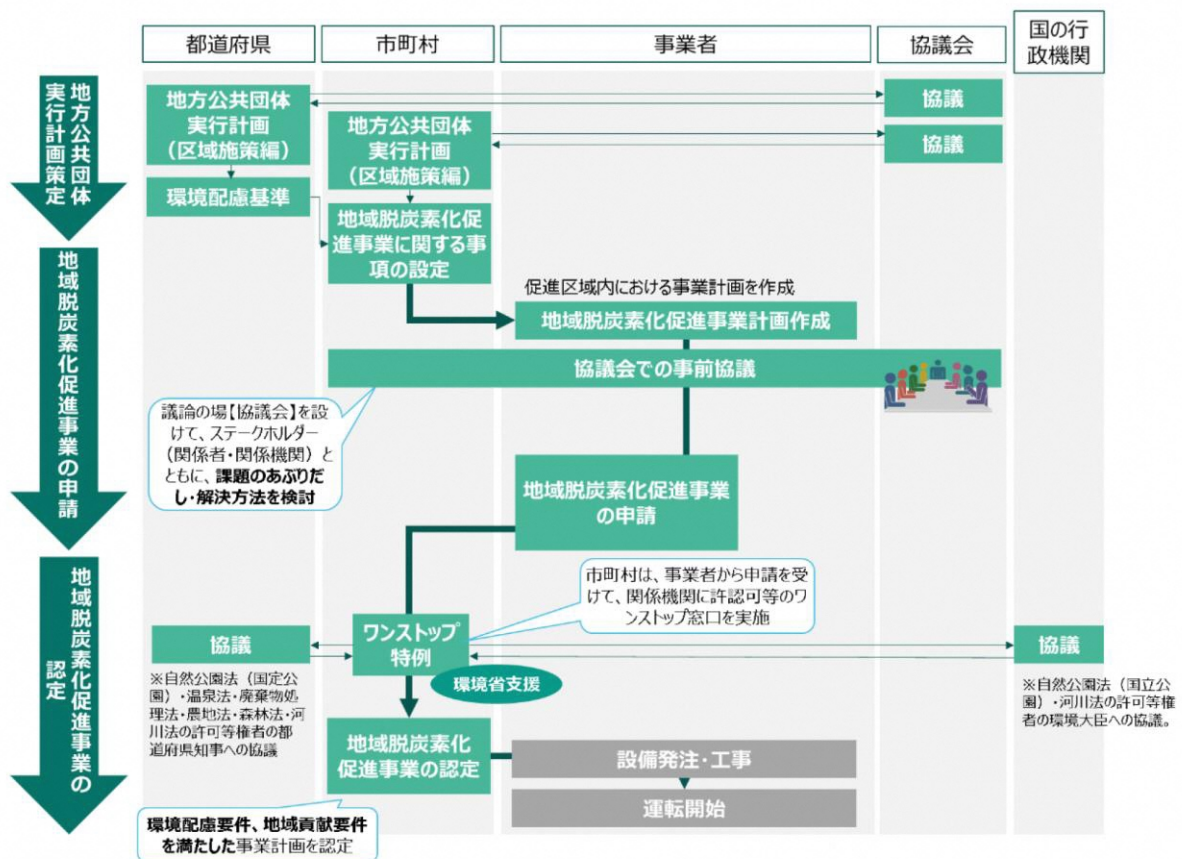 都道府県
市町村
事業者
協議会
国の行
政機関
地方公共団体
実行計画策定
地方公共団体
実行計画
（区域施策編）
協議
地方公共団体
実行計画
（区域施策編）
協議
環境配慮基準
地域脱炭素化促
進事業に関する事
項の設定
地域脱炭素化促進事業の申請
促進区域内における事業計画を作成
地域脱炭素化促進事業計画作成
協議会での事前協議
議論の場【協議会】を設
けて、ステークホルダー
（関係者・関係機関）と
ともに、課題のあぶりだ
し・解決方法を検討
地域脱炭素化促進事業
の申請
地域脱炭素化促進事業の
認定
市町村は、事業者から申請を受
けて、関係機関に許認可等のワ
ンストップ窓口を実施
協議
ワンストップ
特例
協議
環境省支援
※自然公園法（国定公
園）・温泉法・廃棄物処
理法・農地法・森林法・河
川法の許可等権者の都
道府県知事への協議
※自然公園法（国立公
園）・河川法の許可等権
者の環境大臣への協議。
地域脱炭素化
促進事業の認定
設備発注・工事
運転開始
環境配慮要件、地域貢献要件
を満たした事業計画を認定